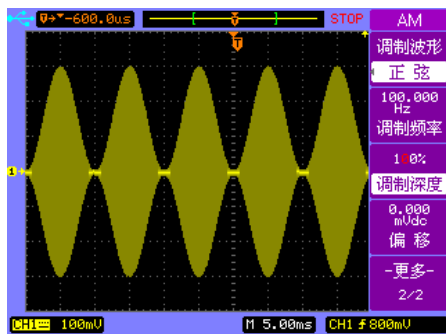 -600.0us STOP
T
1
AM
调制波形
正弦
100.000
Hz
调制频率
100%
调制深度
0.000
mVdc
偏移
-更多-
2/2
CH1 100mV M 5.00ms CH1 800mV